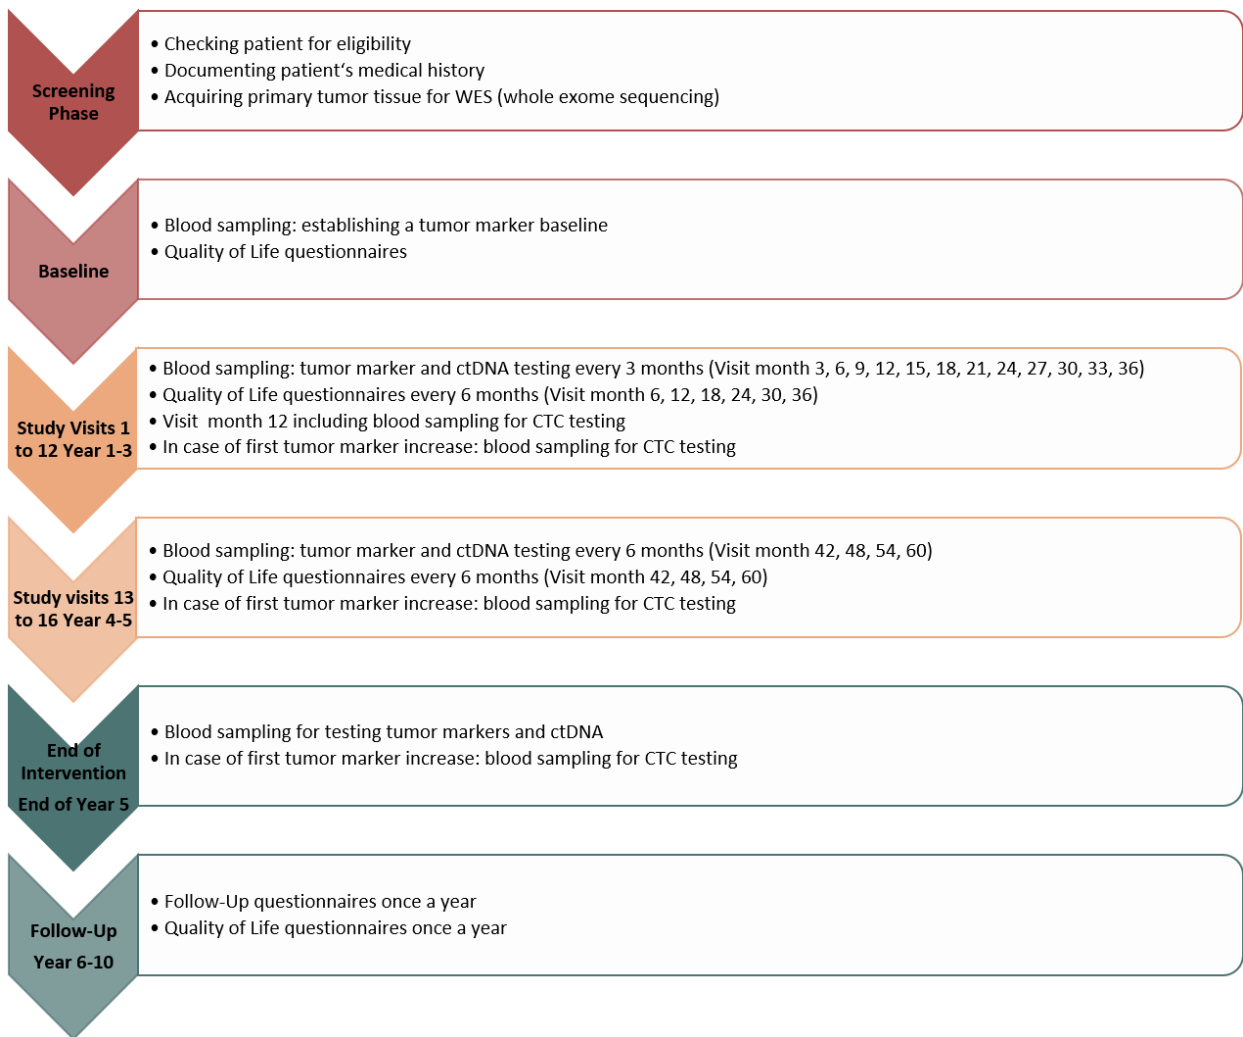 Screening
Phase
• Checking patient for eligibility
• Documenting patient‘s medical history
• Acquiring primary tumor tissue for WES (whole exome sequencing)
Baseline
• Blood sampling: establishing a tumor marker baseline
• Quality of Life questionnaires
Study Visits 1
to 12 Year 1-3
• Blood sampling: tumor marker and ctDNA testing every 3 months (Visit month 3, 6, 9, 12, 15, 18, 21, 24, 27, 30, 33, 36)
• Quality of Life questionnaires every 6 months (Visit month 6, 12, 18, 24, 30, 36)
• Visit  month 12 including blood sampling for CTC testing
• In case of first tumor marker increase: blood sampling for CTC testing
Study visits 13
to 16 Year 4-5
• Blood sampling: tumor marker and ctDNA testing every 6 months (Visit month 42, 48, 54, 60)
• Quality of Life questionnaires every 6 months (Visit month 42, 48, 54, 60)
• In case of first tumor marker increase: blood sampling for CTC testing
End of
Intervention
End of Year 5
• Blood sampling for testing tumor markers and ctDNA
• In case of first tumor marker increase: blood sampling for CTC testing
Follow-Up
Year 6-10
• Follow-Up questionnaires once a year
• Quality of Life questionnaires once a year